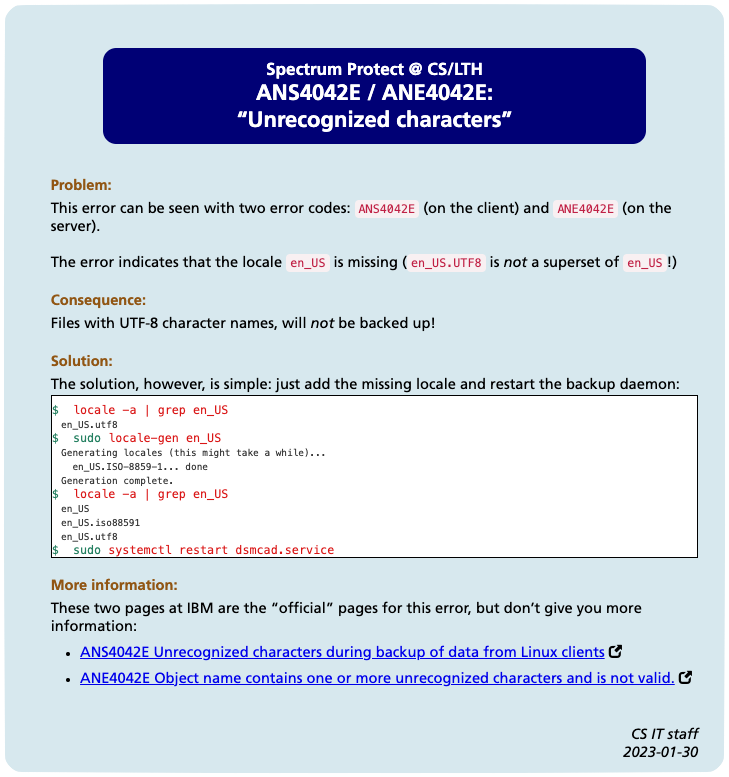 Spectrum Protect @ CS/LTH
ANS4042E / ANE4042E:
“Unrecognized characters”
Problem:
This error can be seen with two error codes: ANS4042E (on the client) and ANE4042E (on the
server).
The error indicates that the locale en_US is missing (en_US.UTF8 is not a superset of en_US!)
Consequence:
Files with UTF-8 character names, will not be backed up!
Solution:
The solution, however, is simple: just add the missing locale and restart the backup daemon:
$ locale -a | grep en_US
en_US.utf8
$ sudo locale-gen en_US
Generating locales (this might take a while)...
en_US.ISO-8859-1... done
Generation complete.
$ locale -a | grep en_US
en_US
en_US.iso88591
en_US.utf8
$ sudo systemctl restart dsmcad.service
More information:
These two pages at IBM are the “official” pages for this error, but don’t give you more
information:
• ANS4042E Unrecognized characters during backup of data from Linux clients
• ANE4042E Object name contains one or more unrecognized characters and is not valid.
CS IT staff
2023-01-30